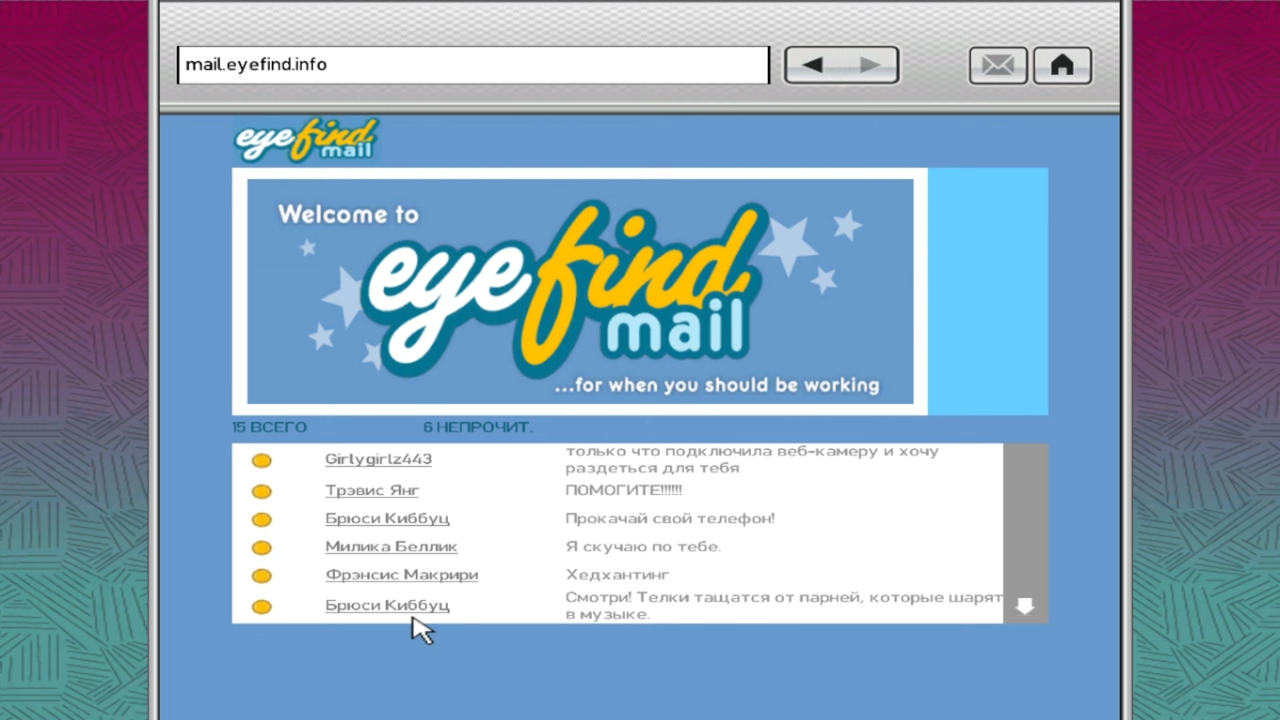 mail.eyefind.info
eyefind mail
Welcome to
eyefind
mail
...for when you should be working
15 ВСЕГО 6 НЕПРОЧИТ.
Girlygirlz443 только что подключила веб-камеру и хочу
раздеться для тебя
Трэвис Янг ПОМОГИТЕ!!!!!!
Брюси Киббуц Прокачай свой телефон!
Милика Беллик Я скучаю по тебе.
Фрэнсис Макрири Хедхантинг
Брюси Киббуц Смотри! Телки тащатся от парней, которые шарят
в музыке.